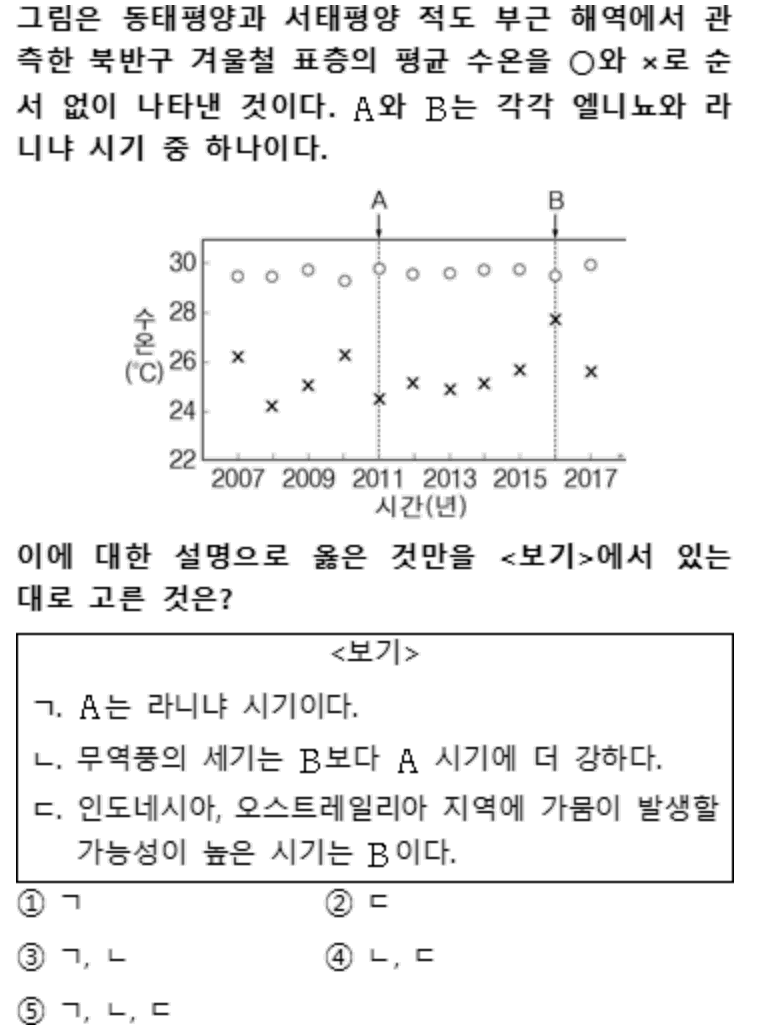 그림은 동태평양과 서태평양 적도 부근 해역에서 관
측한 북반구 겨울철 표층의 평균 수온을 ○와 ×로 순
서 없이 나타낸 것이다. A와 B는 각각 엘니뇨와 라
니냐 시기 중 하나이다.
A B
30
28
26
24
22
수온(℃)
2007 2009 2011 2013 2015 2017
시간(년)
이에 대한 설명으로 옳은 것만을 <보기>에서 있는
대로 고른 것은?
<보기>
ㄱ. A는 라니냐 시기이다.
ㄴ. 무역풍의 세기는 B보다 A 시기에 더 강하다.
ㄷ. 인도네시아, 오스트레일리아 지역에 가뭄이 발생할
가능성이 높은 시기는 B이다.
① ㄱ ② ㄷ
③ ㄱ, ㄴ ④ ㄴ, ㄷ
⑤ ㄱ, ㄴ, ㄷ